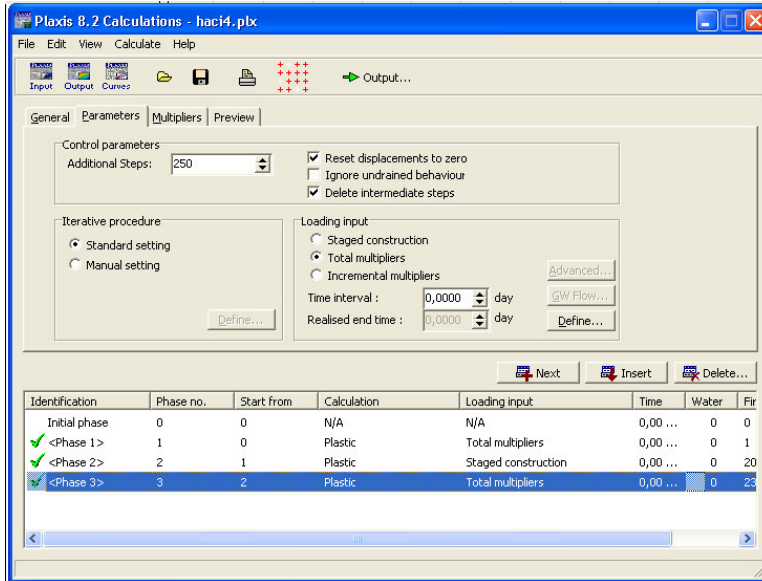 Plaxis 8.2 Calculations - haci4.plx
File Edit View Calculate Help
Input Output Curves Output...
General Parameters Multipliers Preview
Control parameters
Additional Steps: 250
Reset displacements to zero
Ignore undrained behaviour
Delete intermediate steps
Iterative procedure
Standard setting
Manual setting
Define...
Loading input
Staged construction
Total multipliers
Incremental multipliers
Advanced...
Time interval : 0,0000 day GW Flow...
Realised end time : 0,0000 day Define...
Next Insert Delete...
Identification Phase no. Start from Calculation Loading input Time Water Fir
Initial phase 0 0 N/A N/A 0,00 ... 0 0
<Phase 1> 1 0 Plastic Total multipliers 0,00 ... 0 1
<Phase 2> 2 1 Plastic Staged construction 0,00 ... 0 20
<Phase 3> 3 2 Plastic Total multipliers 0,00 ... 0 23